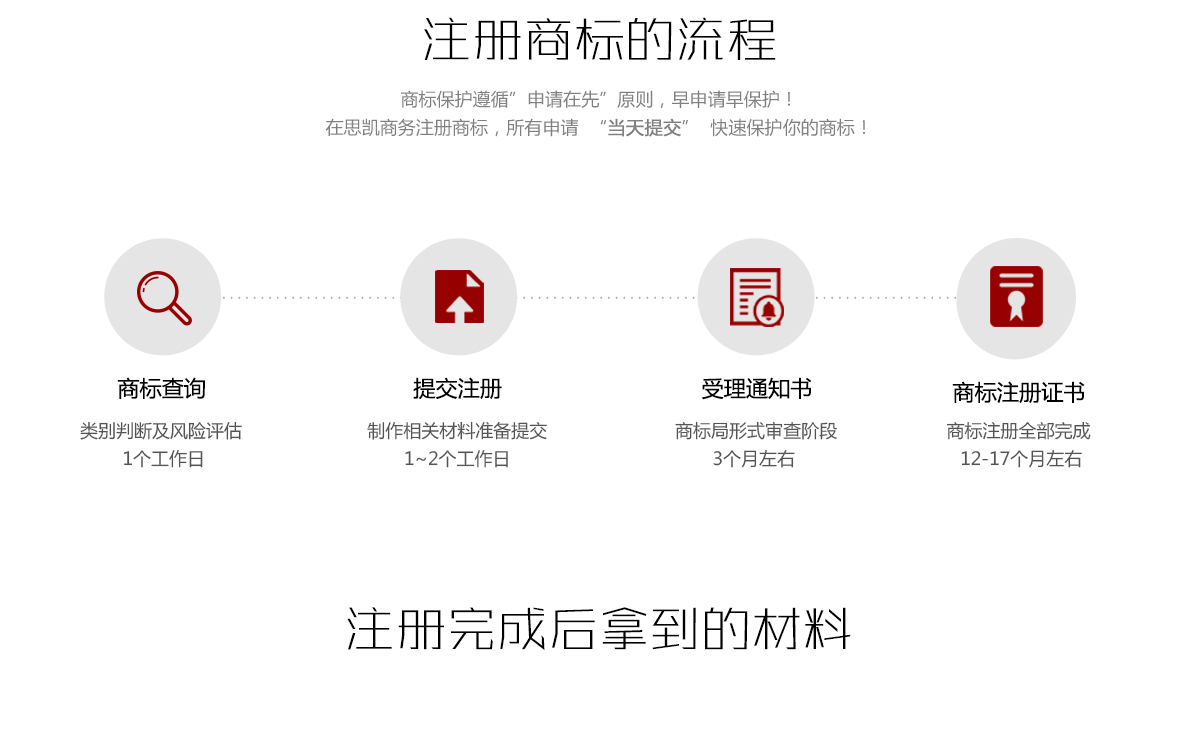 注册商标的流程
商标保护遵循”申请在先”原则，早申请早保护！
在思凯商务注册商标，所有申请 “当天提交” 快速保护你的商标！
商标查询
类别判断及风险评估
1个工作日
提交注册
制作相关材料准备提交
1~2个工作日
受理通知书
商标局形式审查阶段
3个月左右
商标注册证书
商标注册全部完成
12-17个月左右
注册完成后拿到的材料